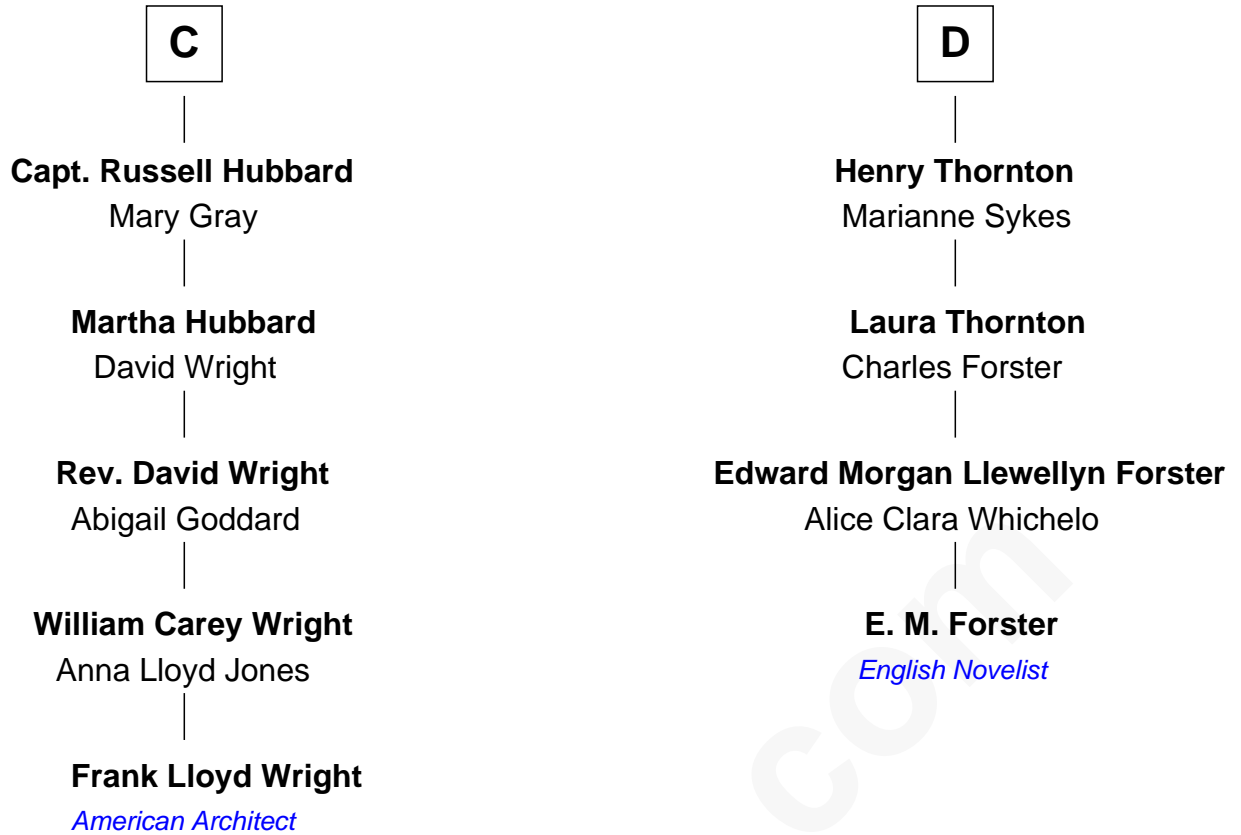 C
Capt. Russell Hubbard
Mary Gray
Martha Hubbard
David Wright
Rev. David Wright
Abigail Goddard
William Carey Wright
Anna Lloyd Jones
Frank Lloyd Wright
American Architect
D
Henry Thornton
Marianne Sykes
Laura Thornton
Charles Forster
Edward Morgan Llewellyn Forster
Alice Clara Whichelo
E. M. Forster
English Novelist
com